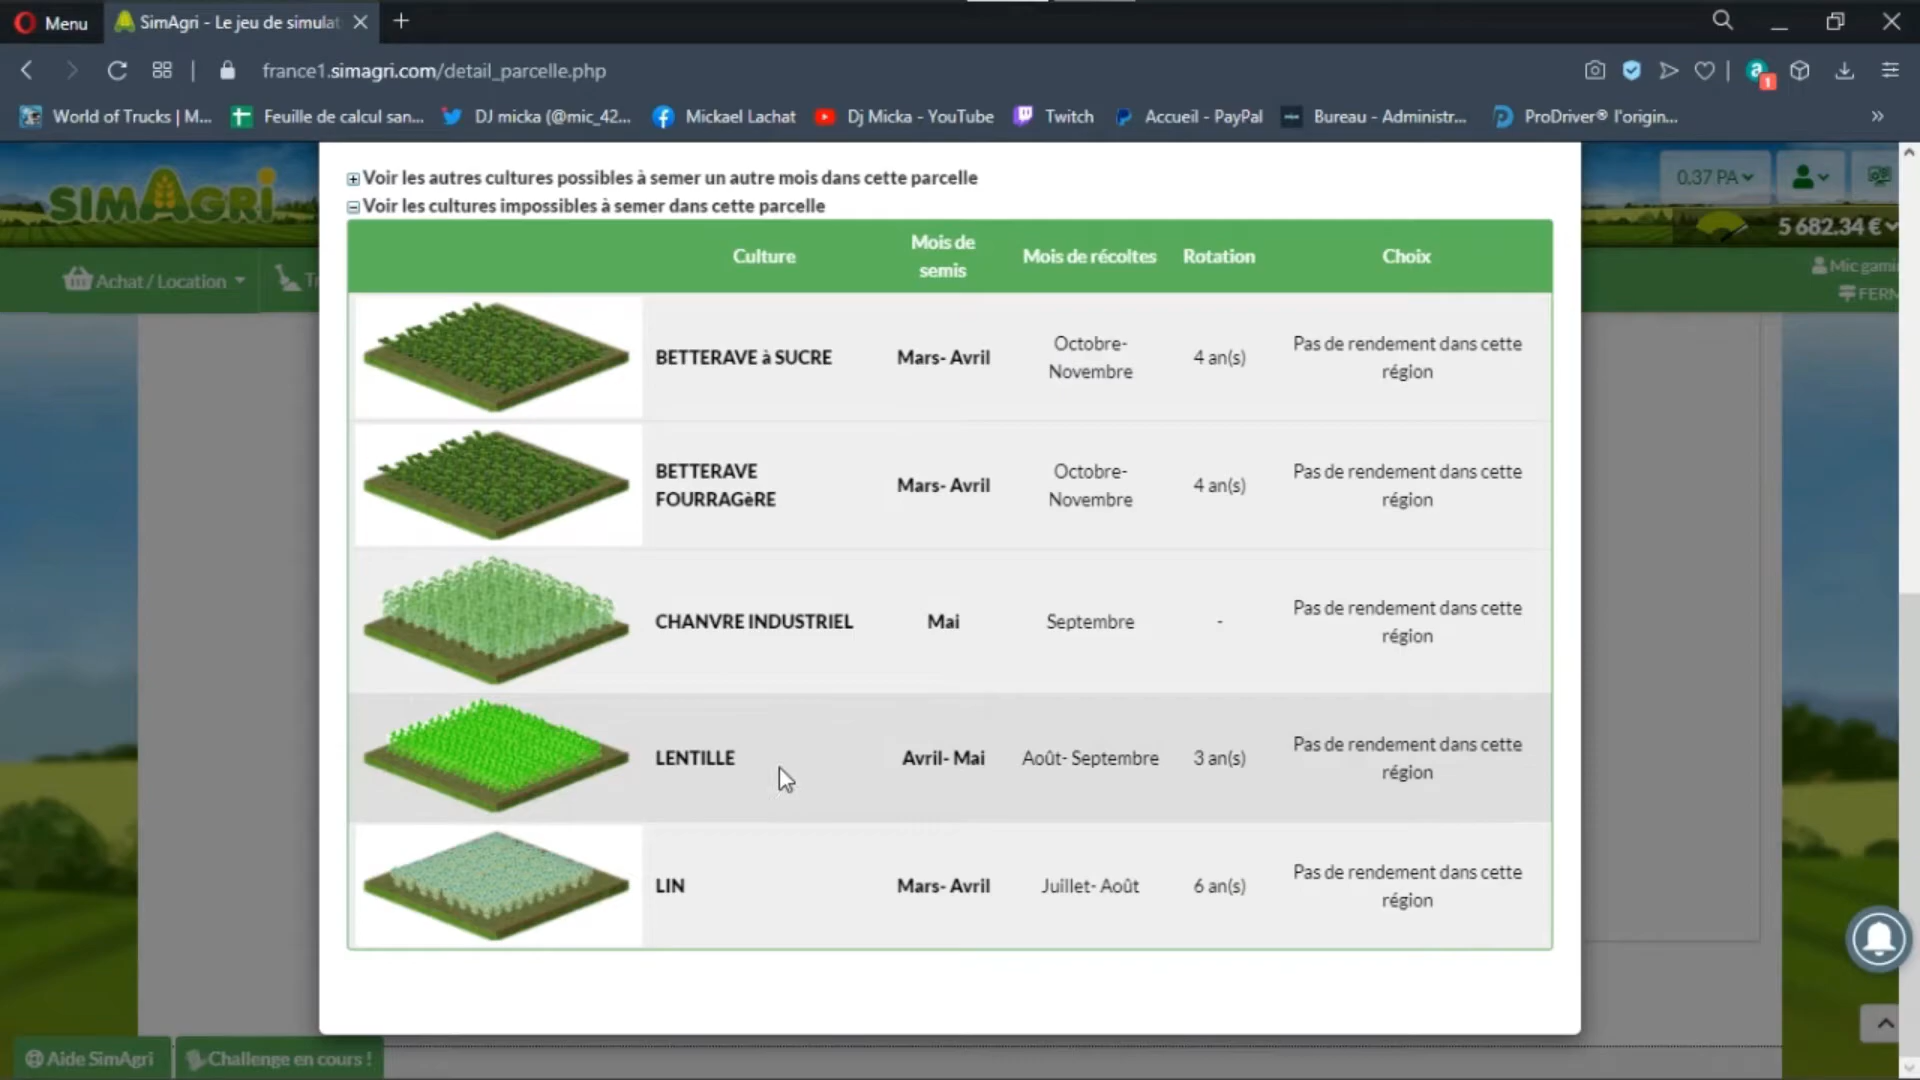 Menu
SimAgri - Le jeu de simulat
france1.simagri.com/detail_parcelle.php
World of Trucks | M...
Feuille de calcul san...
DJ micka (@mic_42...
Mickael Lachat
Dj Micka - YouTube
Twitch
Accueil - PayPal
Bureau - Administr...
ProDriver® l'origin...
»
SIMAGRI
0.37 PA
5 682.34 €
Achat / Location
Mic gami
FERM
Voir les autres cultures possibles à semer un autre mois dans cette parcelle
Voir les cultures impossibles à semer dans cette parcelle
Culture
Mois de
semis
Mois de récoltes
Rotation
Choix
BETTERAVE à SUCRE
Mars- Avril
Octobre-
Novembre
4 an(s)
Pas de rendement dans cette
région
BETTERAVE
FOURRAGèRE
Mars- Avril
Octobre-
Novembre
4 an(s)
Pas de rendement dans cette
région
CHANVRE INDUSTRIEL
Mai
Septembre
-
Pas de rendement dans cette
région
LENTILLE
Avril- Mai
Août- Septembre
3 an(s)
Pas de rendement dans cette
région
LIN
Mars- Avril
Juillet- Août
6 an(s)
Pas de rendement dans cette
région
Aide SimAgri
Challenge en cours !